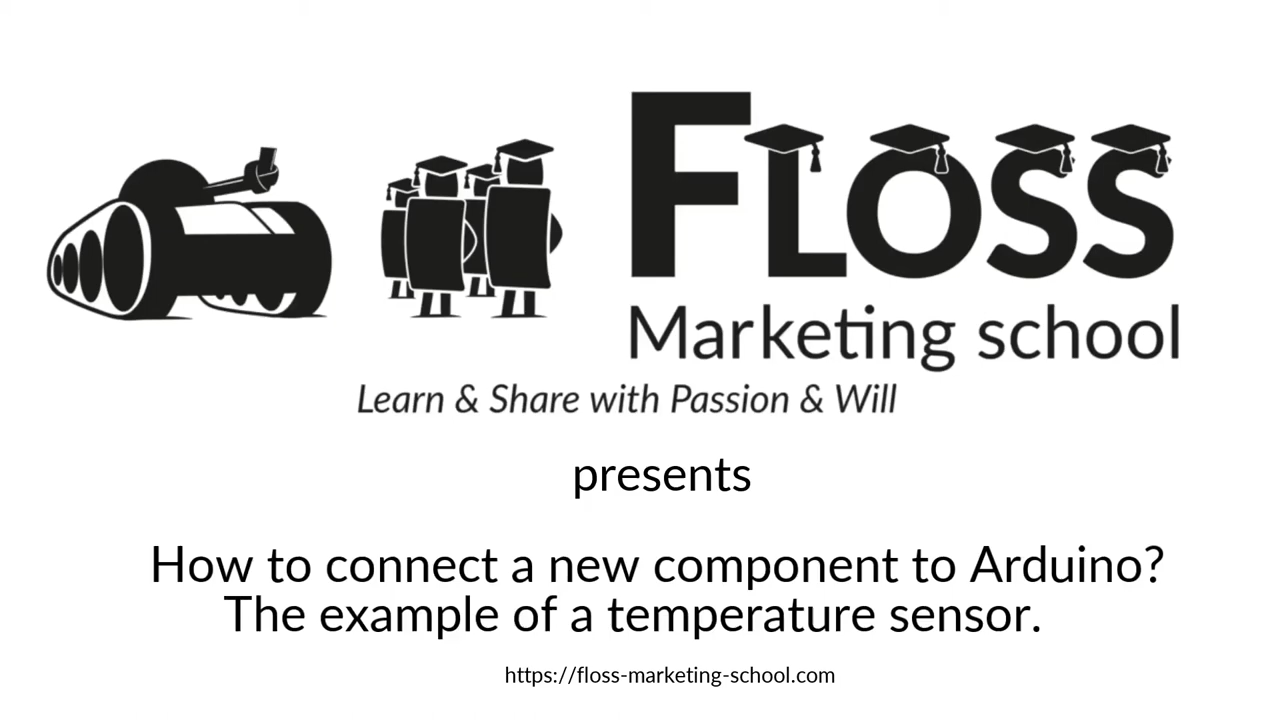 FLOSS
Marketing school
Learn & Share with Passion & Will
presents
How to connect a new component to Arduino?
The example of a temperature sensor.
https://floss-marketing-school.com